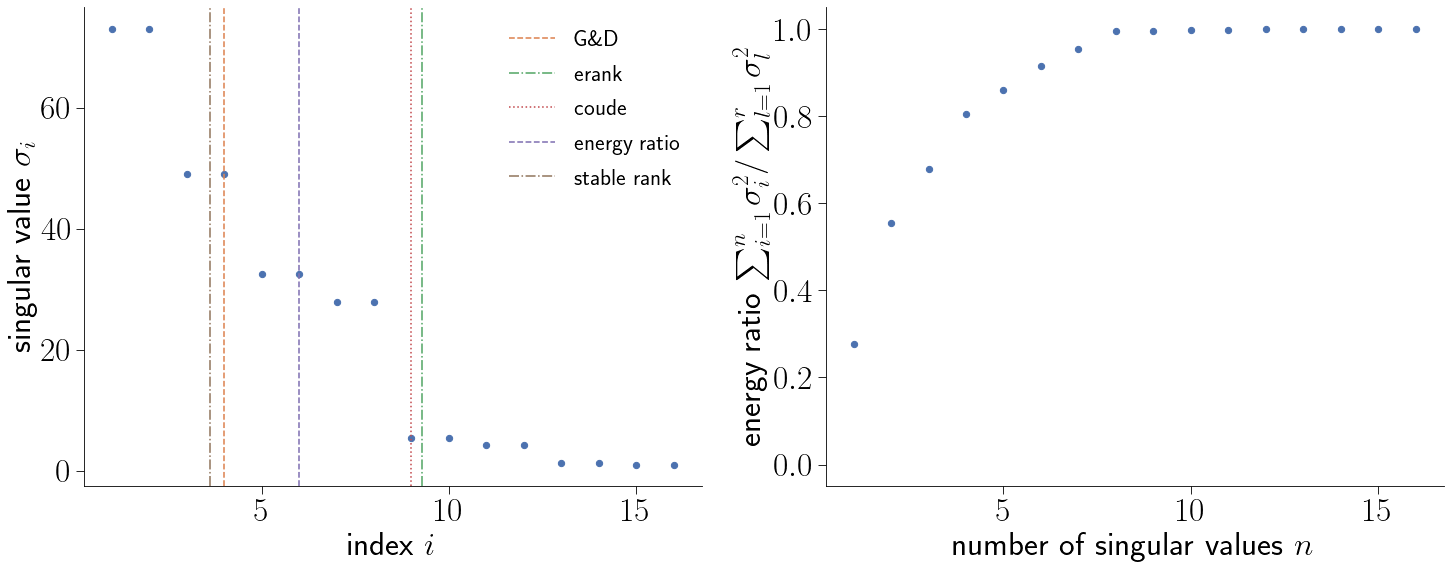 60
40
20
0
singular value σ_i
5
10
15
index i
G&D
erank
coude
energy ratio
stable rank
1.0
0.8
0.6
0.4
0.2
0.0
energy ratio ∑_{i=1}^{n} σ_i^2 / ∑_{l=1}^{r} σ_l^2
5
10
15
number of singular values n